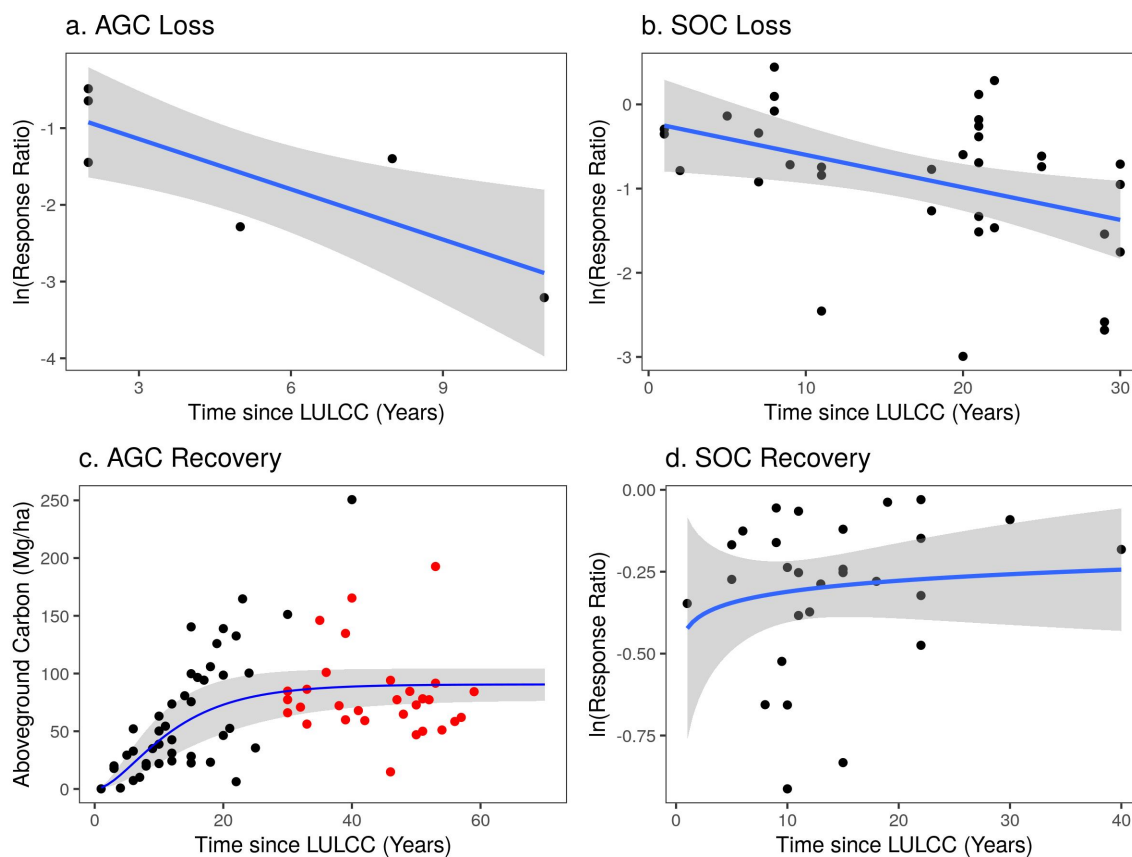 a. AGC Loss
ln(Response Ratio)
-1
-2
-3
-4
3
6
9
Time since LULCC (Years)
b. SOC Loss
ln(Response Ratio)
0
-1
-2
-3
0
10
20
30
Time since LULCC (Years)
c. AGC Recovery
Aboveground Carbon (Mg/ha)
250
200
150
100
50
0
0
20
40
60
Time since LULCC (Years)
d. SOC Recovery
ln(Response Ratio)
0.00
-0.25
-0.50
-0.75
0
10
20
30
40
Time since LULCC (Years)